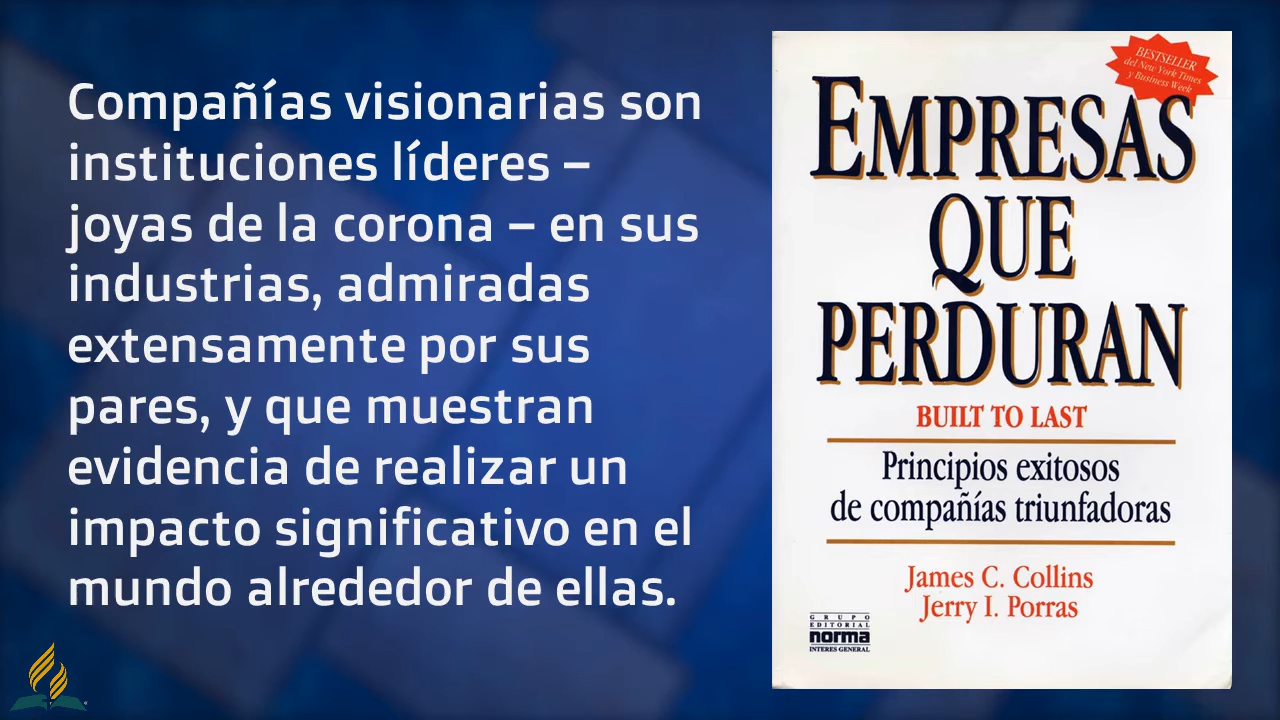 Compañías visionarias son
instituciones líderes –
joyas de la corona – en sus
industrias, admiradas
extensamente por sus
pares, y que muestran
evidencia de realizar un
impacto significativo en el
mundo alrededor de ellas.
BESTSELLER
del New York Times
y Business Week
EMPRESAS
QUE
PERDURAN
BUILT TO LAST
Principios exitosos
de compañías triunfadoras
James C. Collins
Jerry I. Porras
GRUPO
EDITORIAL
norma
INTERES GENERAL